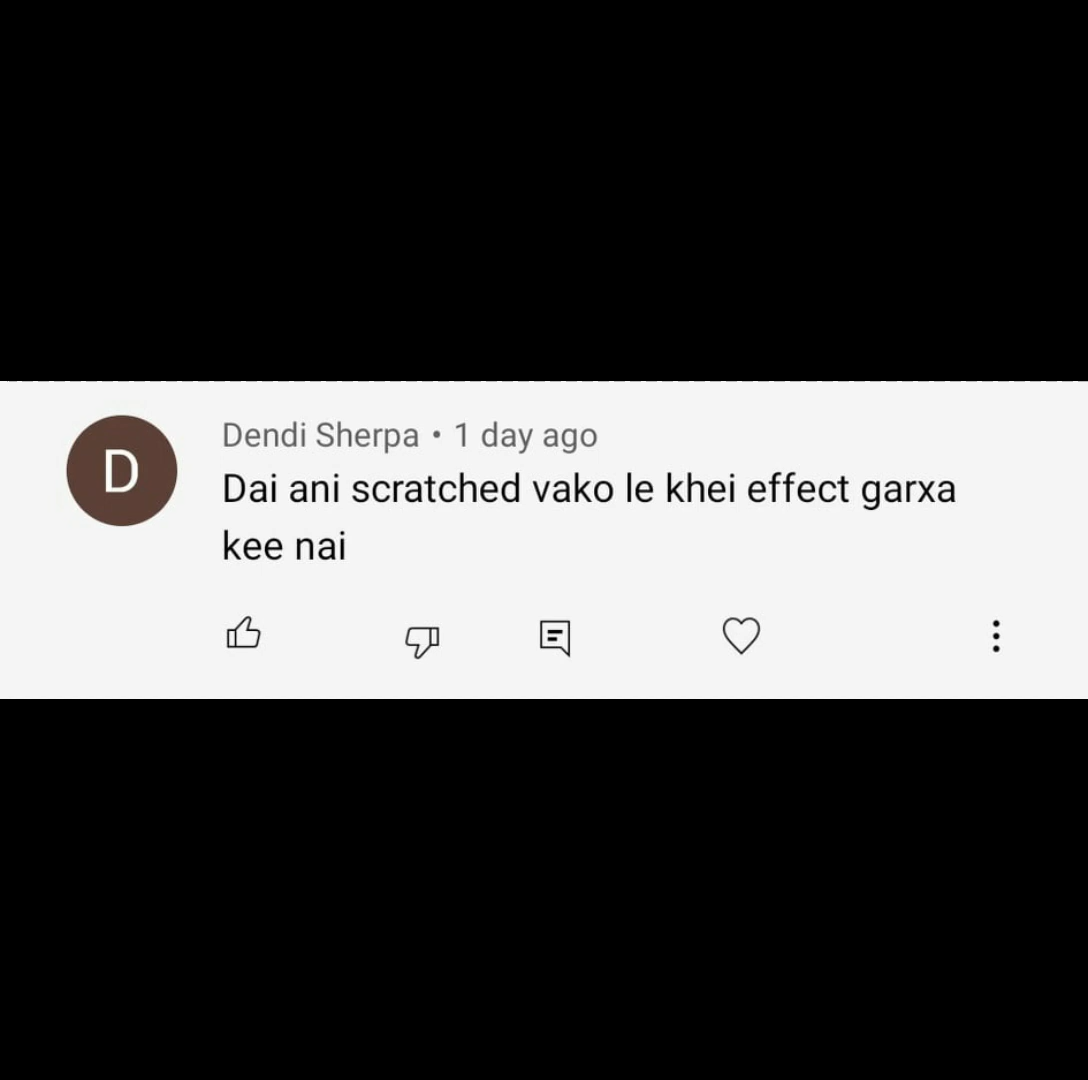 D
Dendi Sherpa • 1 day ago
Dai ani scratched vako le khei effect garxa
kee nai